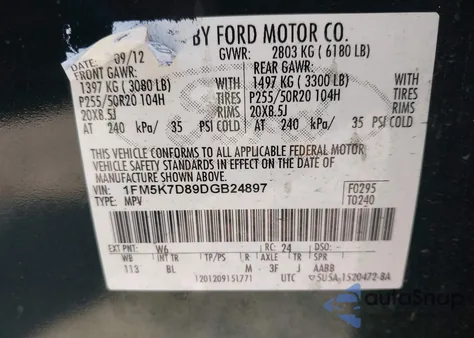 BY FORD MOTOR CO.
DATE: 09/12 GVWR: 2803 KG ( 6180 LB)
FRONT GAWR: REAR GAWR:
1397 KG ( 3080 LB) 1497 KG ( 3300 LB)
P255/50R20 104H TIRES P255/50R20 104H TIRES
20X8.5J RIMS 20X8.5J RIMS
AT 240 kPa/ 35 PSI COLD AT 240 kPa/ 35 PSI COLD
THIS VEHICLE CONFORMS TO ALL APPLICABLE FEDERAL MOTOR
VEHICLE SAFETY STANDARDS IN EFFECT ON THE DATE OF
MANUFACTURE SHOWN ABOVE.
VIN: 1FM5K7D89DGB24897 F0295
TYPE: MPV T0240
EXT PNT: W6 RC: 24 DSO:
WB INT TR TP/PS R AXLE TR SPR
113 BL M 3F J AABB
UTC
autoSnap